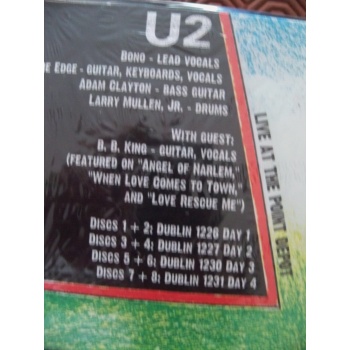 U2
BONO - LEAD VOCALS
THE EDGE - GUITAR, KEYBOARDS, VOCALS
ADAM CLAYTON - BASS GUITAR
LARRY MULLEN, JR. - DRUMS
WITH GUEST:
B. B. KING - GUITAR, VOCALS
(FEATURED ON "ANGEL OF HARLEM,"
"WHEN LOVE COMES TO TOWN,"
AND "LOVE RESCUE ME")
DISCS 1 + 2: DUBLIN 1226 DAY 1
DISCS 3 + 4: DUBLIN 1227 DAY 2
DISCS 5 + 6: DUBLIN 1230 DAY 3
DISCS 7 + 8: DUBLIN 1231 DAY 4
LIVE AT THE POINT DEPOT